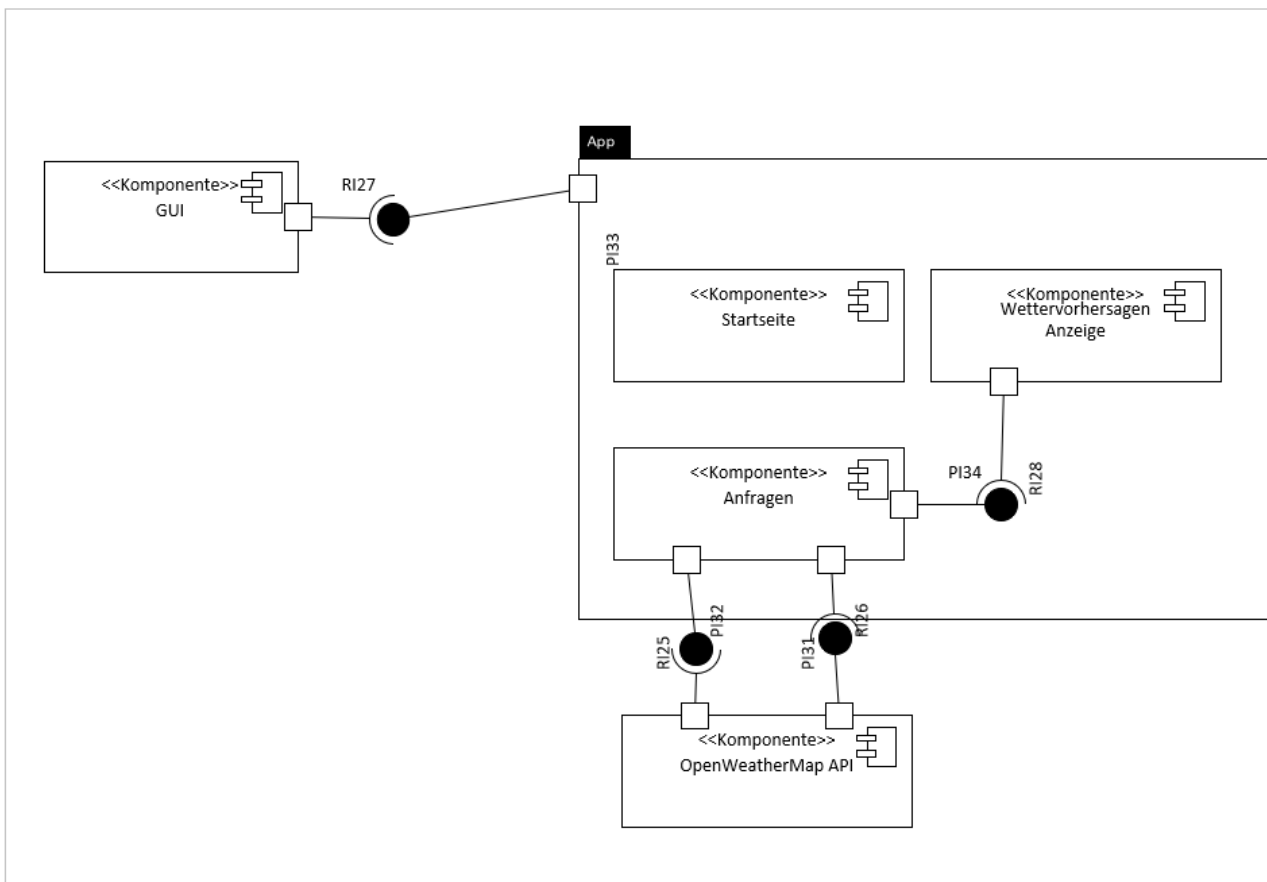 App
<<Komponente>>
GUI
RI27
PI33
<<Komponente>>
Startseite
<<Komponente>>
Wettervorhersagen
Anzeige
<<Komponente>>
Anfragen
PI34
RI28
RI25
PI32
PI31
RI26
<<Komponente>>
OpenWeatherMap API